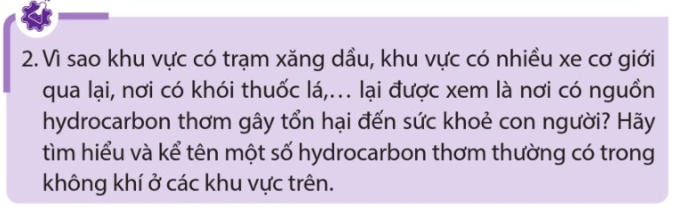 2. Vì sao khu vực có trạm xăng dầu, khu vực có nhiều xe cơ giới
qua lại, nơi có khói thuốc lá,... lại được xem là nơi có nguồn
hydrocarbon thơm gây tổn hại đến sức khoẻ con người? Hãy
tìm hiểu và kể tên một số hydrocarbon thơm thường có trong
không khí ở các khu vực trên.